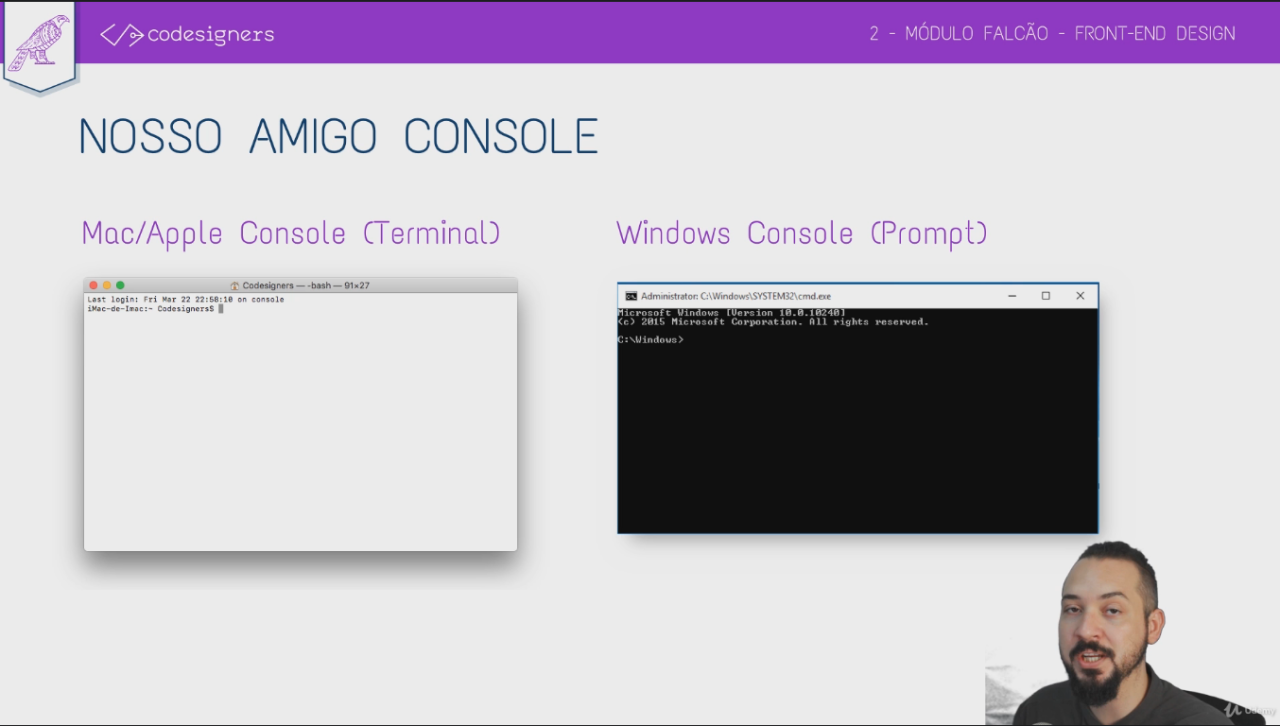 </>codesigners
2 - MÓDULO FALCÃO - FRONT-END DESIGN
NOSSO AMIGO CONSOLE
Mac/Apple Console (Terminal)
Windows Console (Prompt)
Codesigners — -bash — 91×27
Last login: Fri Mar 22 22:58:10 on console
iMac-de-Imac:~ Codesigners$
Administrator: C:\Windows\SYSTEM32\cmd.exe
Microsoft Windows [Version 10.0.10240]
(c) 2015 Microsoft Corporation. All rights reserved.
C:\Windows>
Udemy